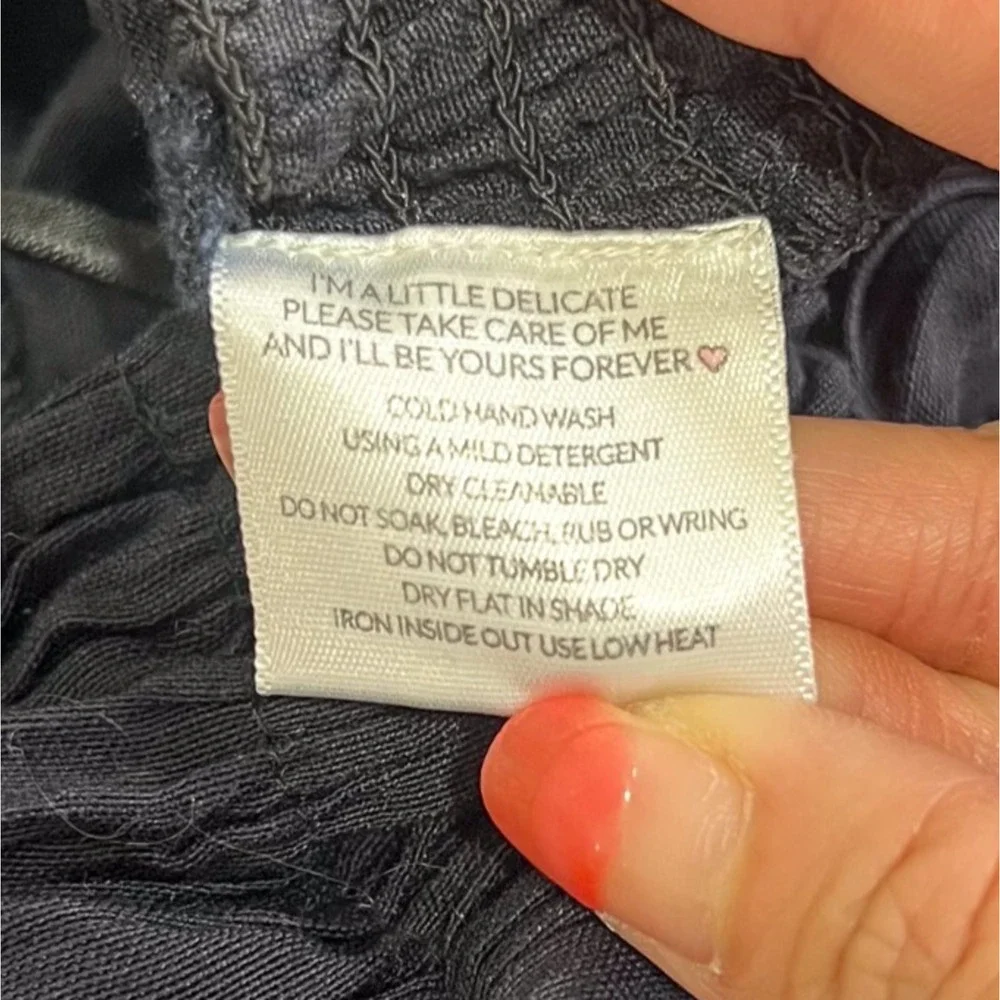 I'M A LITTLE DELICATE
PLEASE TAKE CARE OF ME
AND I'LL BE YOURS FOREVER
COLD HAND WASH
USING A MILD DETERGENT
DRY CLEANABLE
DO NOT SOAK, BLEACH, RUB OR WRING
DO NOT TUMBLE DRY
DRY FLAT IN SHADE
IRON INSIDE OUT USE LOW HEAT